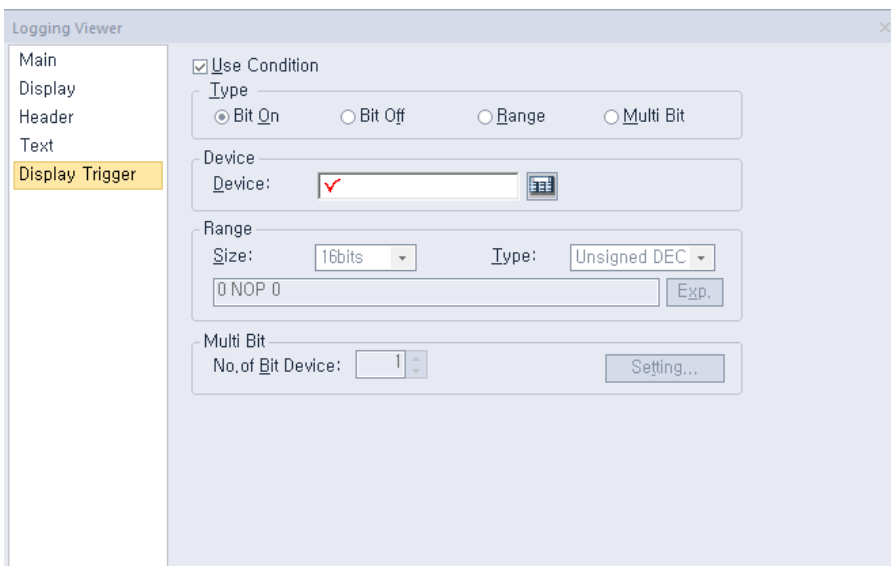 Logging Viewer
Main
Display
Header
Text
Display Trigger
Use Condition
Type
Bit On Bit Off Range Multi Bit
Device
Device:
Range
Size: 16bits Type: Unsigned DEC
0 NOP 0 Exp.
Multi Bit
No.of Bit Device: 1 Setting...